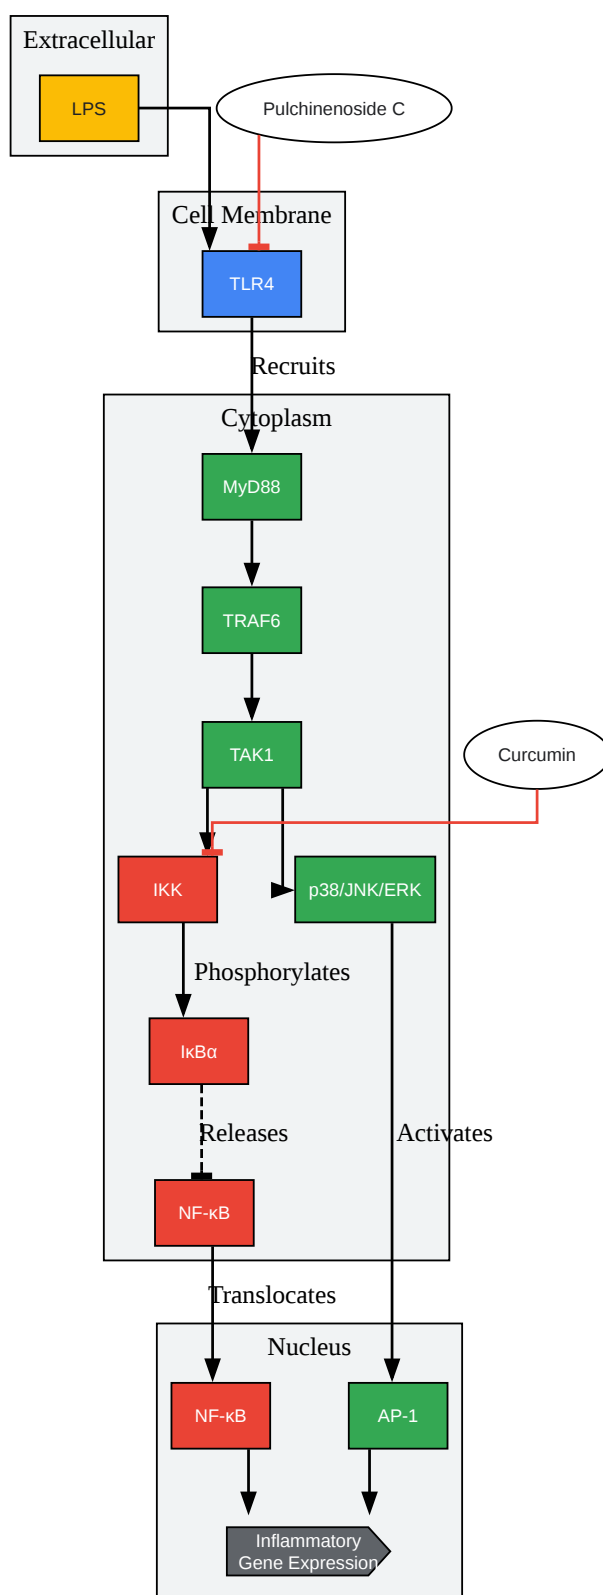 Extracellular
LPS
Pulchinenoside C
Cell Membrane
TLR4
Recruits
Cytoplasm
MyD88
TRAF6
TAK1
Curcumin
IKK
p38/JNK/ERK
Phosphorylates
IκBα
Releases
Activates
NF-κB
Translocates
Nucleus
NF-κB
AP-1
Inflammatory
Gene Expression